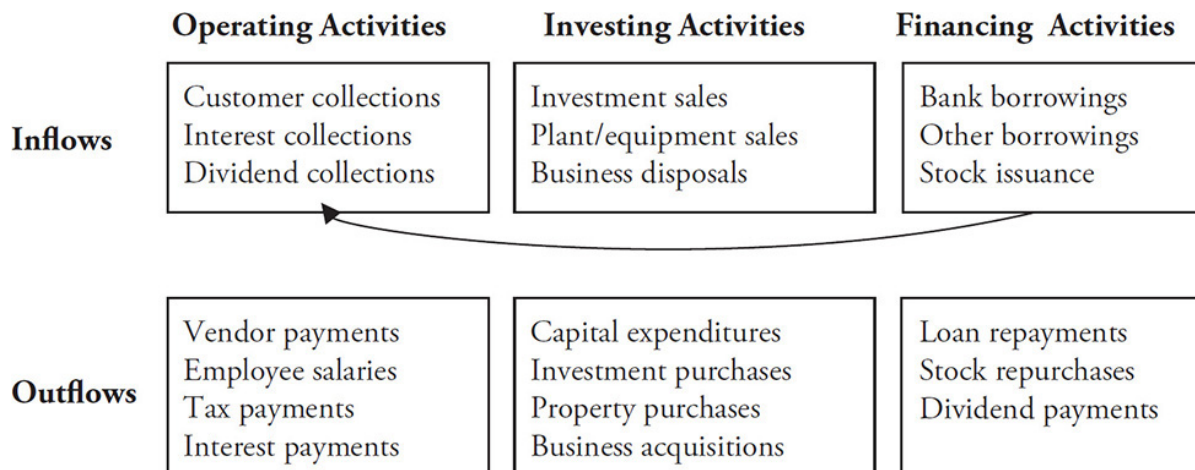 Operating Activities
Investing Activities
Financing Activities
Inflows
Customer collections
Interest collections
Dividend collections
Investment sales
Plant/equipment sales
Business disposals
Bank borrowings
Other borrowings
Stock issuance
Outflows
Vendor payments
Employee salaries
Tax payments
Interest payments
Capital expenditures
Investment purchases
Property purchases
Business acquisitions
Loan repayments
Stock repurchases
Dividend payments